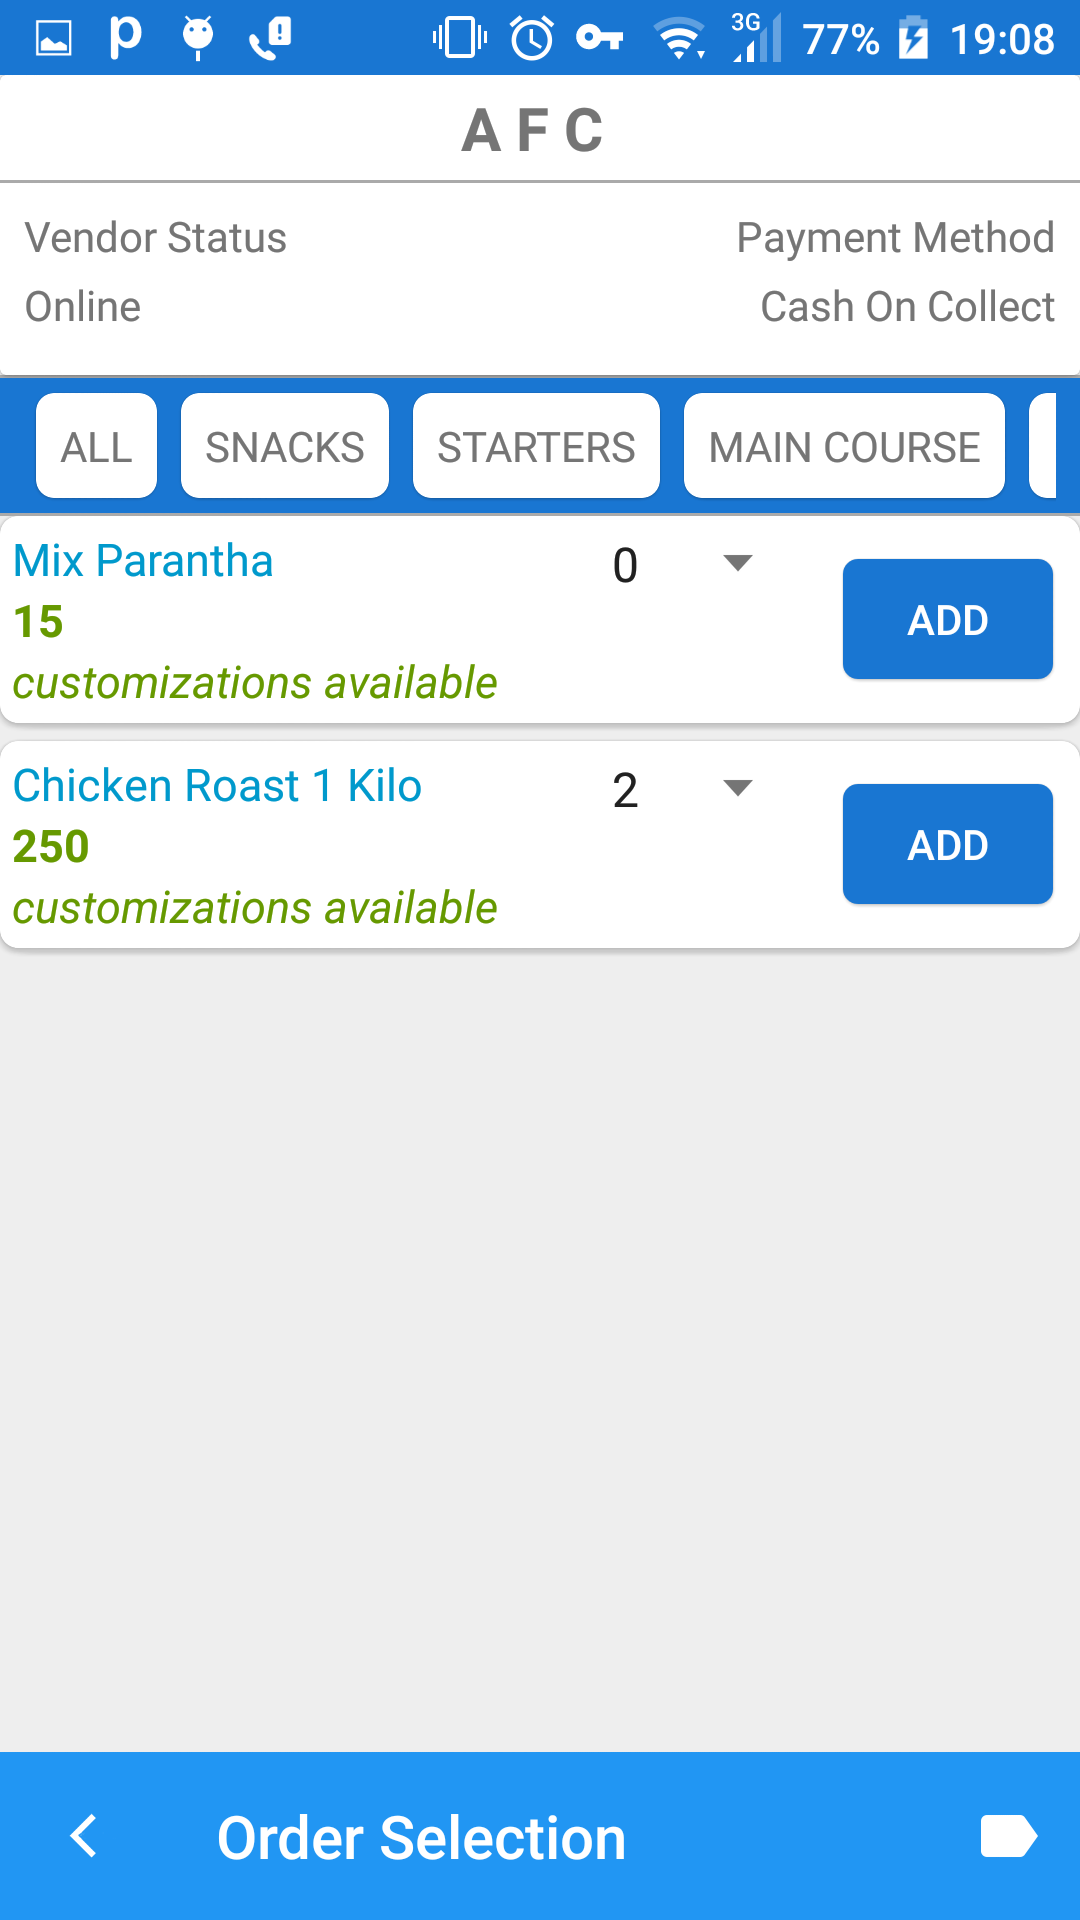 3G 77% 19:08
A F C
Vendor Status Payment Method
Online Cash On Collect
ALL SNACKS STARTERS MAIN COURSE
Mix Parantha 0
15 ADD
customizations available
Chicken Roast 1 Kilo 2
250 ADD
customizations available
Order Selection